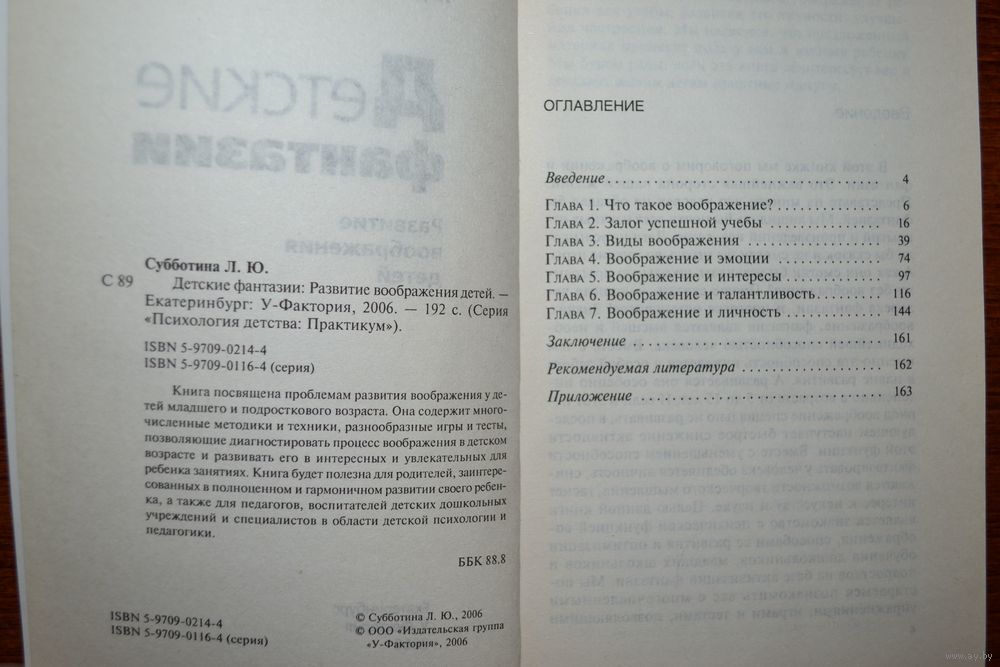 Субботина Л. Ю.
С 89
Детские фантазии: Развитие воображения детей. —
Екатеринбург: У-Фактория, 2006. — 192 с. (Серия
«Психология детства: Практикум»).
ISBN 5-9709-0214-4
ISBN 5-9709-0116-4 (серия)
Книга посвящена проблемам развития воображения у де-
тей младшего и подросткового возраста. Она содержит много-
численные методики и техники, разнообразные игры и тесты,
позволяющие диагностировать процесс воображения в детском
возрасте и развивать его в интересных и увлекательных для
ребенка занятиях. Книга будет полезна для родителей, заинтере-
сованных в полноценном и гармоничном развитии своего ребен-
ка, а также для педагогов, воспитателей детских дошкольных
учреждений и специалистов в области детской психологии и
педагогики.
ББК 88.8
ISBN 5-9709-0214-4
ISBN 5-9709-0116-4 (серия)
© Субботина Л. Ю., 2006
© ООО «Издательская группа
«У-Фактория», 2006
ОГЛАВЛЕНИЕ
Введение . . . . . . . . . . . . . . . . . . . . . . . . . . . 4
ГЛАВА 1. Что такое воображение? . . . . . . . . . . . 6
ГЛАВА 2. Залог успешной учебы . . . . . . . . . . . . 16
ГЛАВА 3. Виды воображения . . . . . . . . . . . . . . 39
ГЛАВА 4. Воображение и эмоции . . . . . . . . . . . 74
ГЛАВА 5. Воображение и интересы . . . . . . . . . . 97
ГЛАВА 6. Воображение и талантливость . . . . . . . 116
ГЛАВА 7. Воображение и личность . . . . . . . . . . 144
Заключение . . . . . . . . . . . . . . . . . . . . . . . . . 161
Рекомендуемая литература . . . . . . . . . . . . . . 162
Приложение . . . . . . . . . . . . . . . . . . . . . . . . 163
www.ay.by